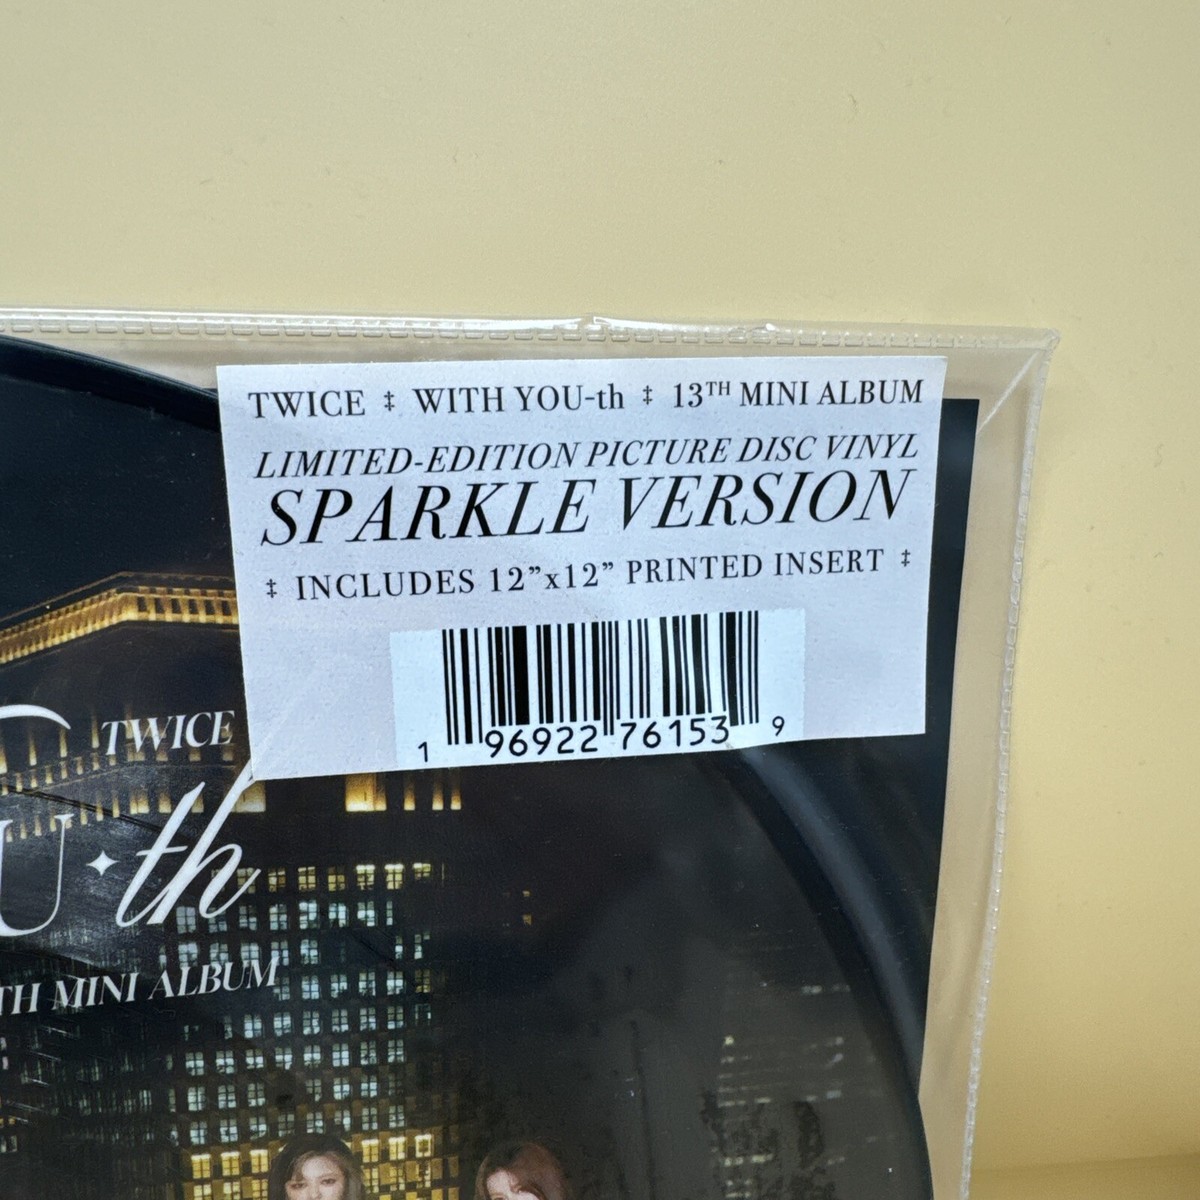 TWICE ‡ WITH YOU-th ‡ 13TH MINI ALBUM
LIMITED-EDITION PICTURE DISC VINYL
SPARKLE VERSION
‡ INCLUDES 12”x12” PRINTED INSERT ‡
1 96922 76153 9
TWICE
U·th
TH MINI ALBUM